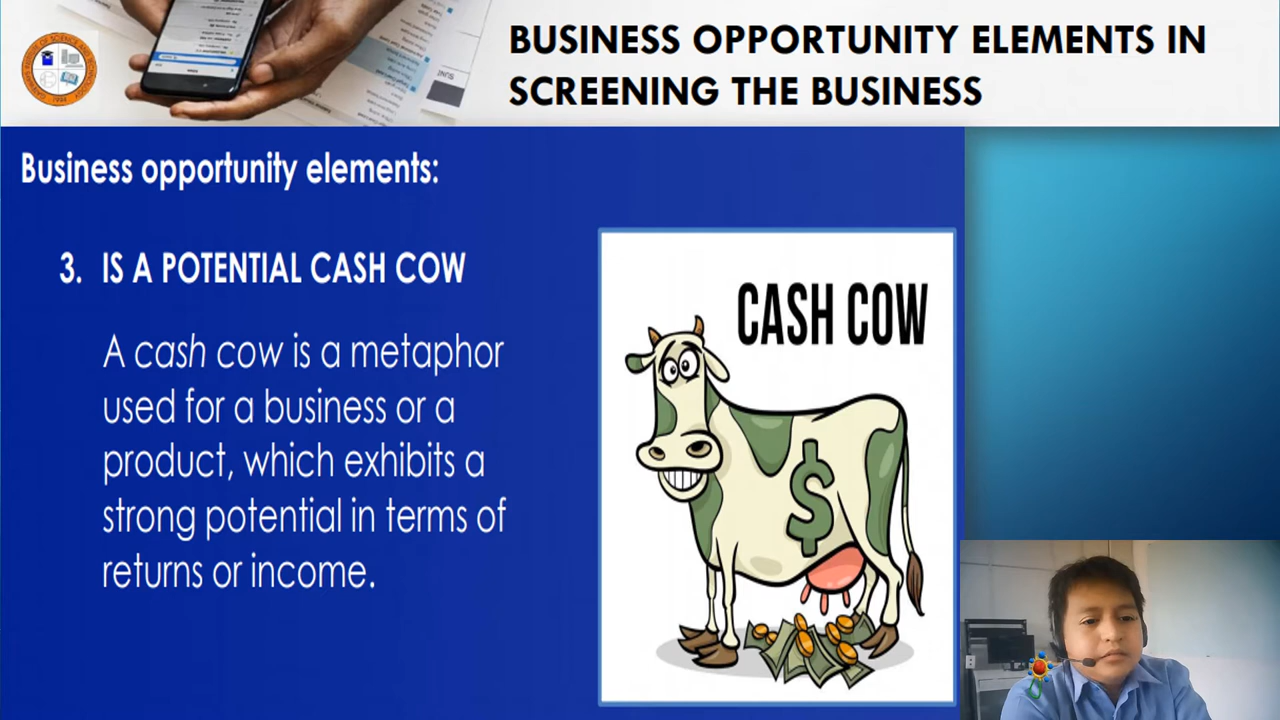 BUSINESS OPPORTUNITY ELEMENTS IN
SCREENING THE BUSINESS
Business opportunity elements:
3. IS A POTENTIAL CASH COW
A cash cow is a metaphor
used for a business or a
product, which exhibits a
strong potential in terms of
returns or income.
CASH COW
$